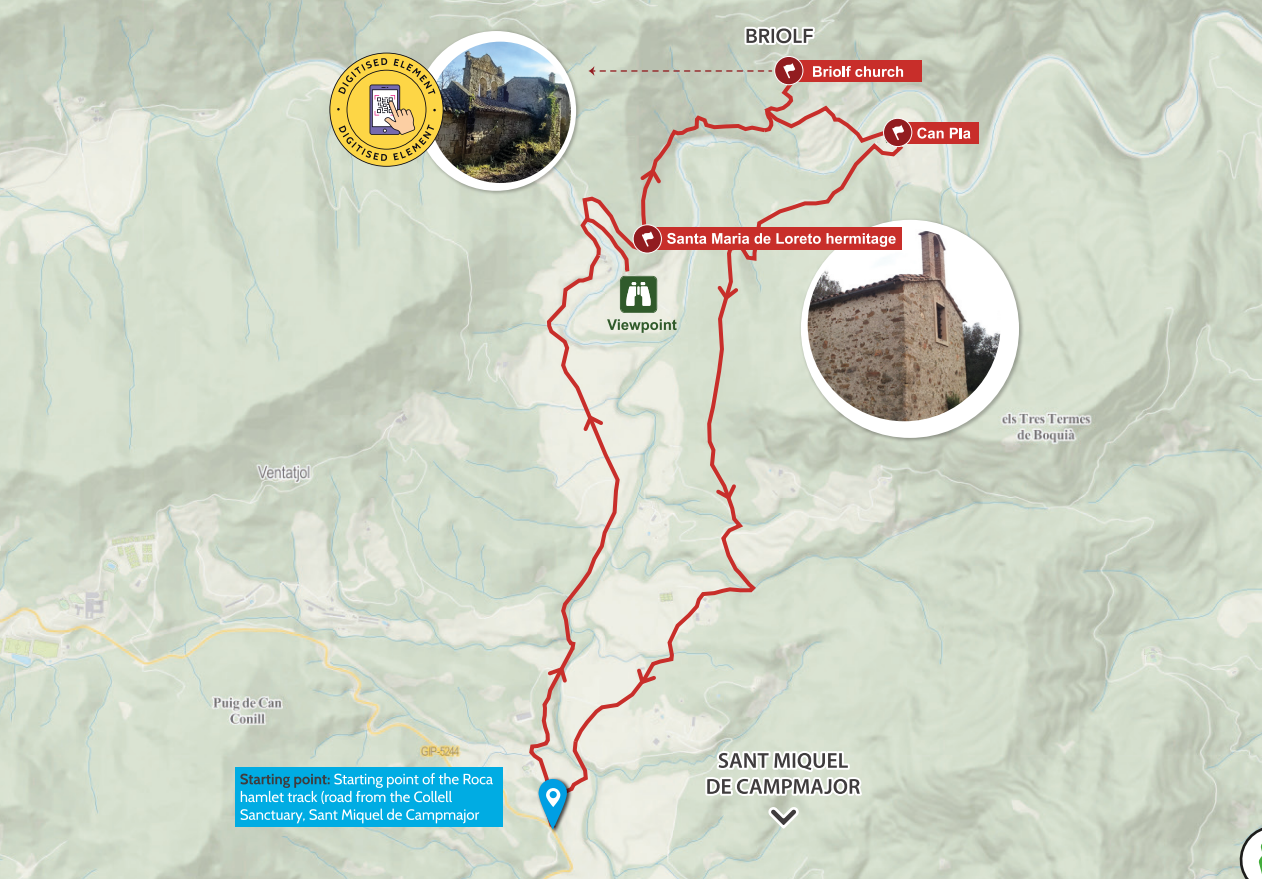 BRIOLF
Briolf church
DIGITISED ELEMENT
DIGITISED ELEMENT
Can Pla
Santa Maria de Loreto hermitage
Viewpoint
els Tres Termes
de Boquià
Ventatjol
Puig de Can
Conill
GIP-5244
SANT MIQUEL
DE CAMPMAJOR
Starting point: Starting point of the Roca
hamlet track (road from the Collell
Sanctuary, Sant Miquel de Campmajor